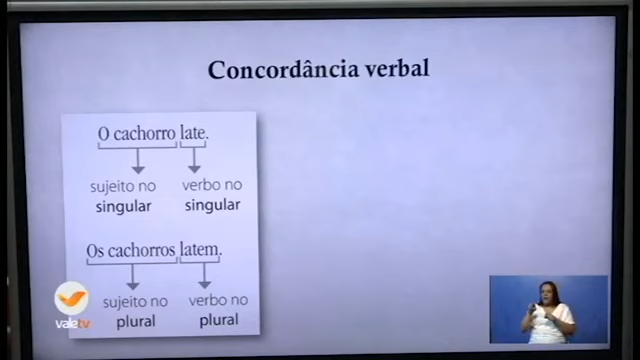 Concordância verbal
O cachorro late.
sujeito no verbo no
singular singular
Os cachorros latem.
sujeito no verbo no
plural plural
valetv